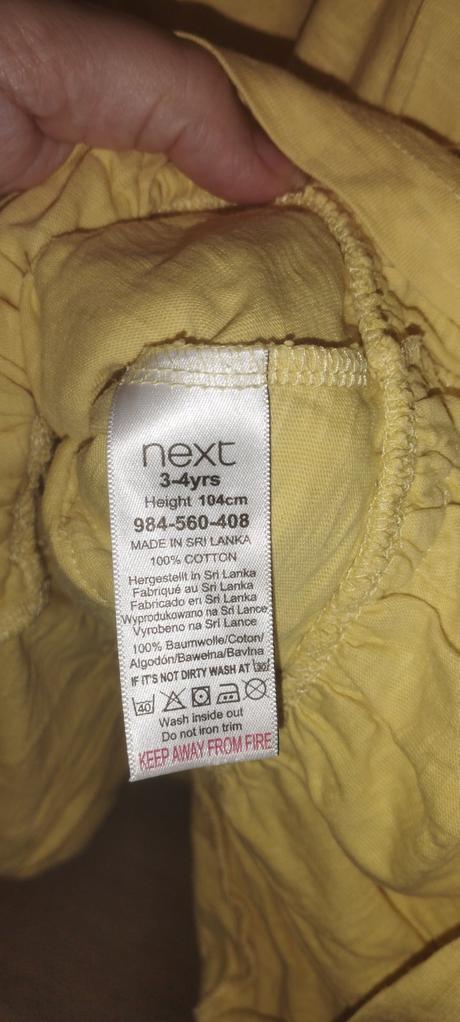 next
3-4yrs
Height 104cm
984-560-408
MADE IN SRI LANKA
100% COTTON
Hergestellt in Sri Lanka
Fabriqué au Sri Lanka
Fabricado en Sri Lanka
Wyprodukowano na Sri Lance
Vyrobeno na Sri Lance
100% Baumwolle/Coton/
Algodón/Bawełna/Bavlna
IF IT'S NOT DIRTY WASH AT 30
40
Wash inside out
Do not iron trim
KEEP AWAY FROM FIRE